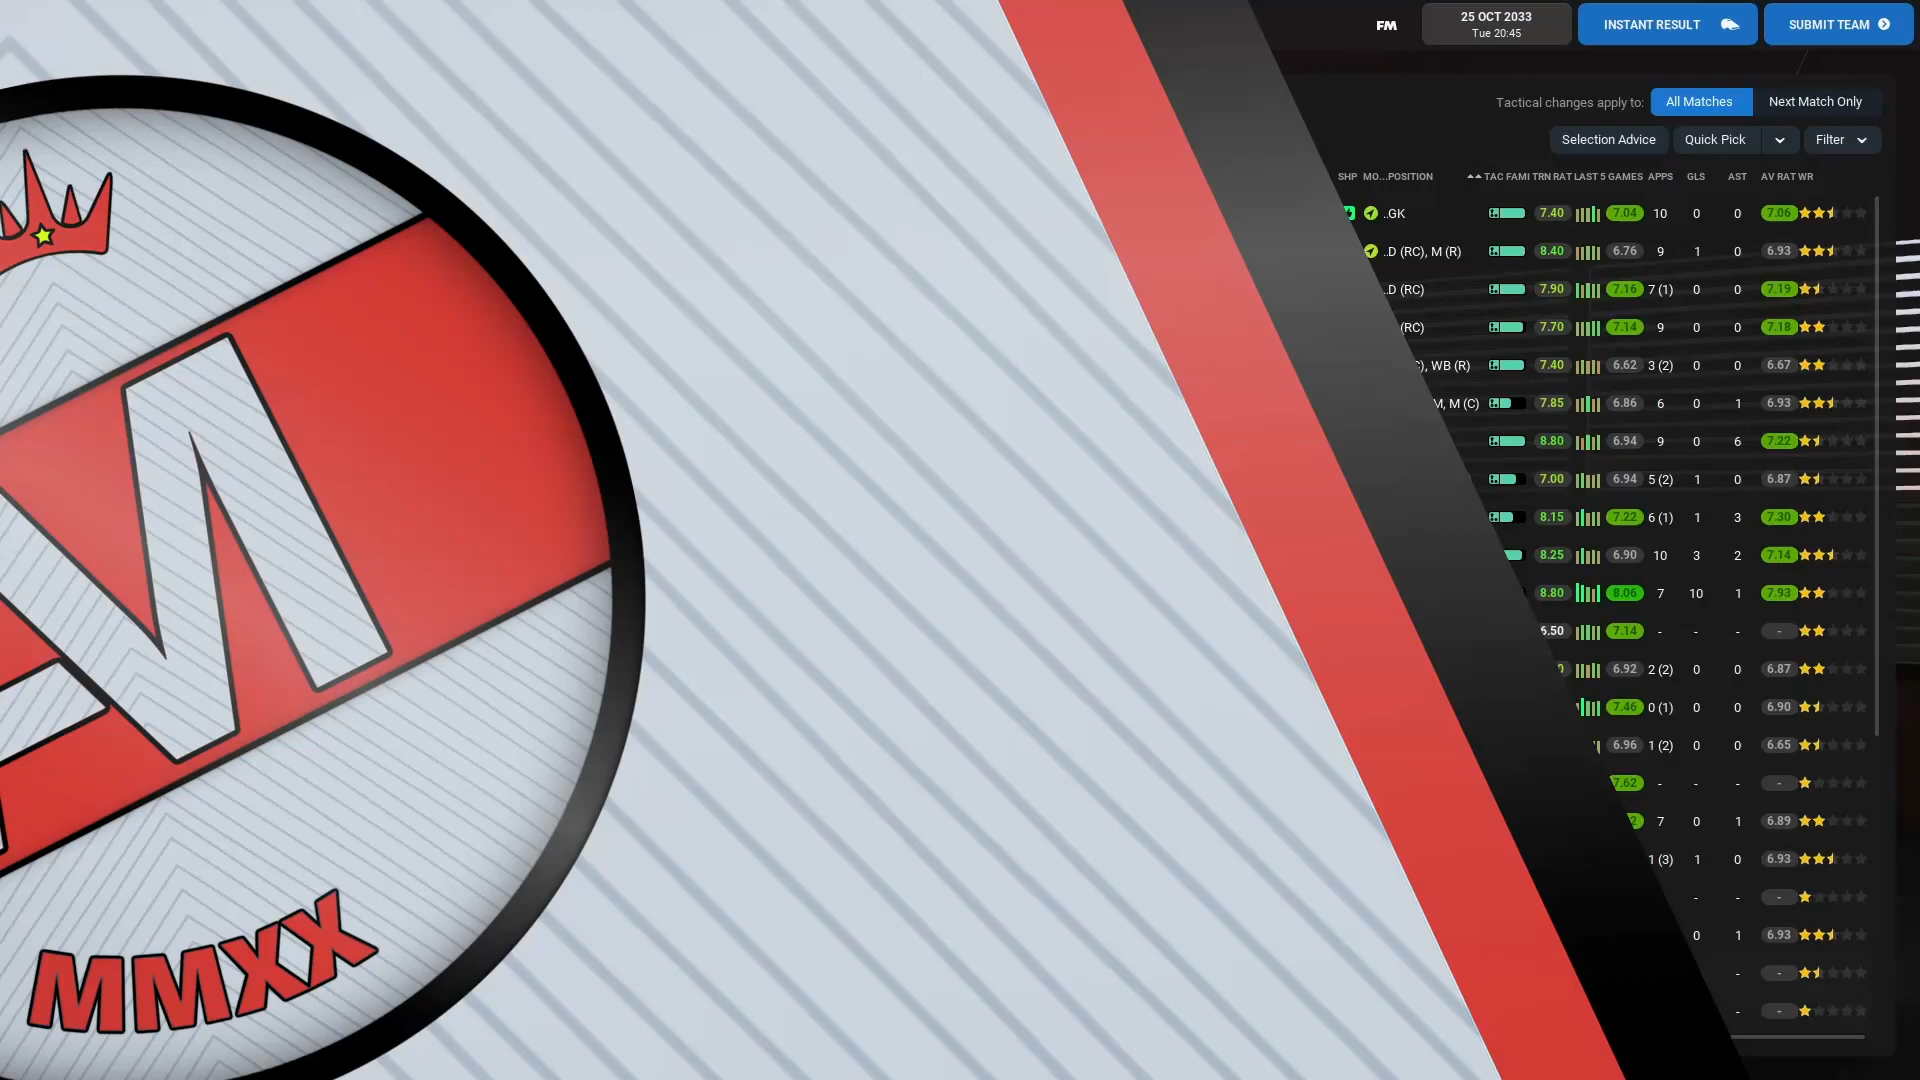 FM
25 OCT 2033
Tue 20:45
INSTANT RESULT
SUBMIT TEAM
Tactical changes apply to: All Matches Next Match Only
Selection Advice Quick Pick Filter
SHP MO...POSITION TAC FAMI TRN RAT LAST 5 GAMES APPS GLS AST AV RAT WR
..GK 7.40 7.04 10 0 0 7.06
..D (RC), M (R) 8.40 6.76 9 1 0 6.93
..D (RC) 7.90 7.16 7 (1) 0 0 7.19
(RC) 7.70 7.14 9 0 0 7.18
), WB (R) 7.40 6.62 3 (2) 0 0 6.67
M, M (C) 7.85 6.86 6 0 1 6.93
8.80 6.94 9 0 6 7.22
7.00 6.94 5 (2) 1 0 6.87
8.15 7.22 6 (1) 1 3 7.30
8.25 6.90 10 3 2 7.14
8.80 8.06 7 10 1 7.93
6.50 7.14 - - - -
0 6.92 2 (2) 0 0 6.87
7.46 0 (1) 0 0 6.90
6.96 1 (2) 0 0 6.65
7.62 - - - -
2 7 0 1 6.89
1 (3) 1 0 6.93
- - -
0 1 6.93
- -
- -
MMXX